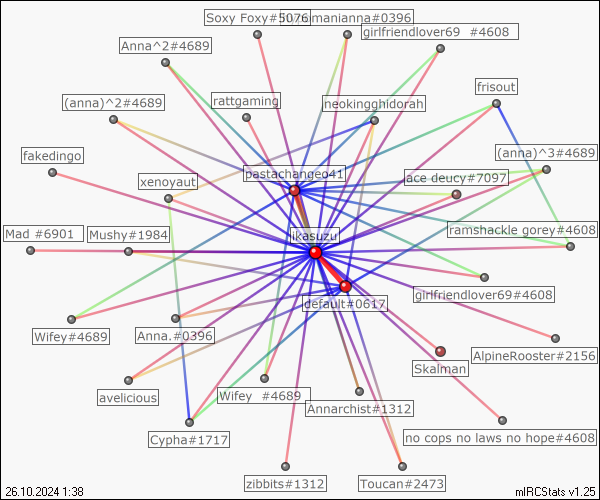 Soxy Foxy#5076
manianna#0396
girlfriendlover69 #4608
Anna^2#4689
frisout
(anna)^2#4689
rattgaming
neokingghidorah
fakedingo
(anna)^3#4689
pastachangeo41
ace deucy#7097
xenoyaut
Mad #6901
Mushy#1984
ikasuzu
ramshackle gorey#4608
girlfriendlover69#4608
default#0617
Wifey#4689
Anna.#0396
AlpineRooster#2156
Skalman
avelicious
Wifey #4689
Annarchist#1312
Cypha#1717
no cops no laws no hope#4608
zibbits#1312
Toucan#2473
26.10.2024 1:38
mIRCStats v1.25